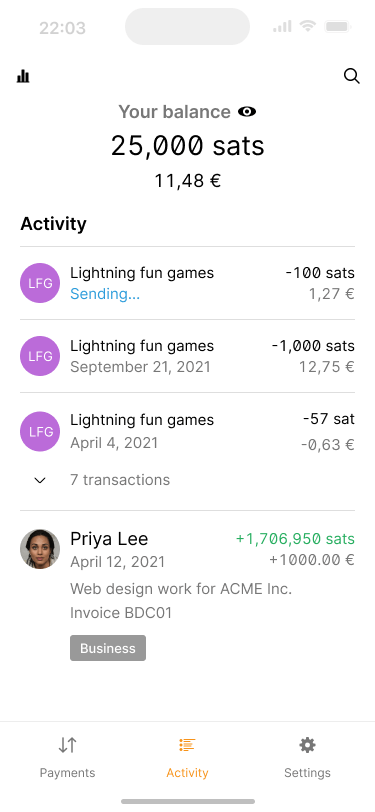 22:03
Your balance
25,000 sats
11,48 €
Activity
LFG Lightning fun games -100 sats
Sending... 1,27 €
LFG Lightning fun games -1,000 sats
September 21, 2021 12,75 €
LFG Lightning fun games -57 sat
April 4, 2021 -0,63 €
7 transactions
Priya Lee +1,706,950 sats
April 12, 2021 +1000.00 €
Web design work for ACME Inc.
Invoice BDC01
Business
Payments Activity Settings